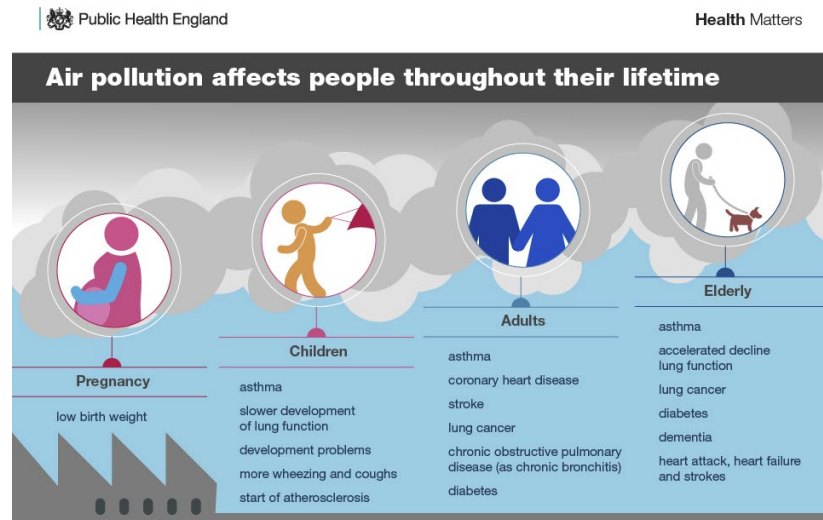 Public Health England
Health Matters
Air pollution affects people throughout their lifetime
Pregnancy
low birth weight
Children
asthma
slower development
of lung function
development problems
more wheezing and coughs
start of atherosclerosis
Adults
asthma
coronary heart disease
stroke
lung cancer
chronic obstructive pulmonary
disease (as chronic bronchitis)
diabetes
Elderly
asthma
accelerated decline
lung function
lung cancer
diabetes
dementia
heart attack, heart failure
and strokes